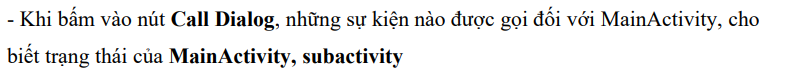 - Khi bấm vào nút Call Dialog, những sự kiện nào được gọi đối với MainActivity, cho
biết trạng thái của MainActivity, subactivity